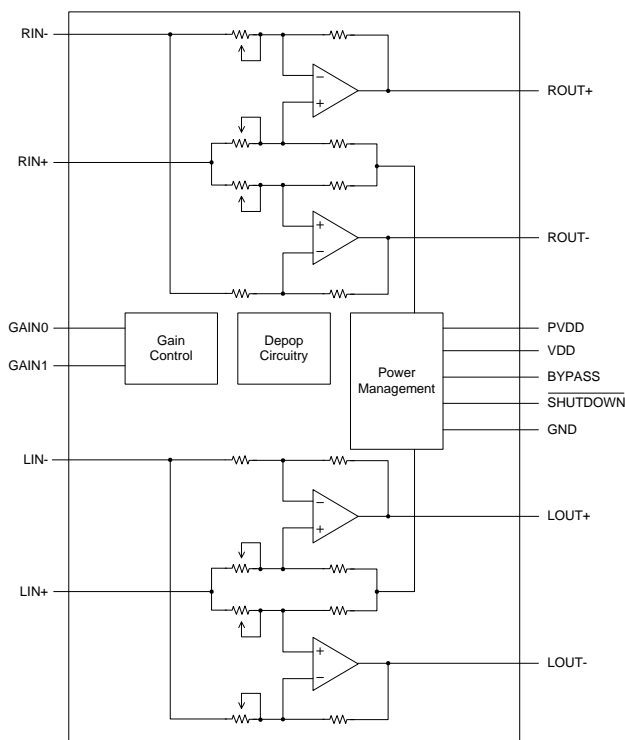 RIN-
ROUT+
RIN+
ROUT-
GAIN0
GAIN1
Gain
Control
Depop
Circuitry
Power
Management
PVDD
VDD
BYPASS
SHUTDOWN
GND
LIN-
LOUT+
LIN+
LOUT-